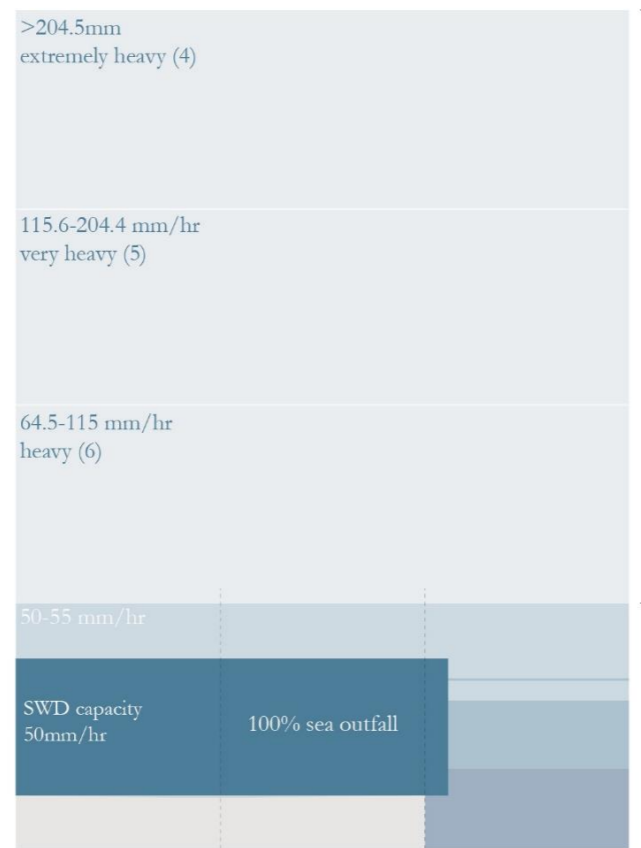 >204.5mm
extremely heavy (4)
115.6-204.4 mm/hr
very heavy (5)
64.5-115 mm/hr
heavy (6)
50-55 mm/hr
SWD capacity
50mm/hr
100% sea outfall